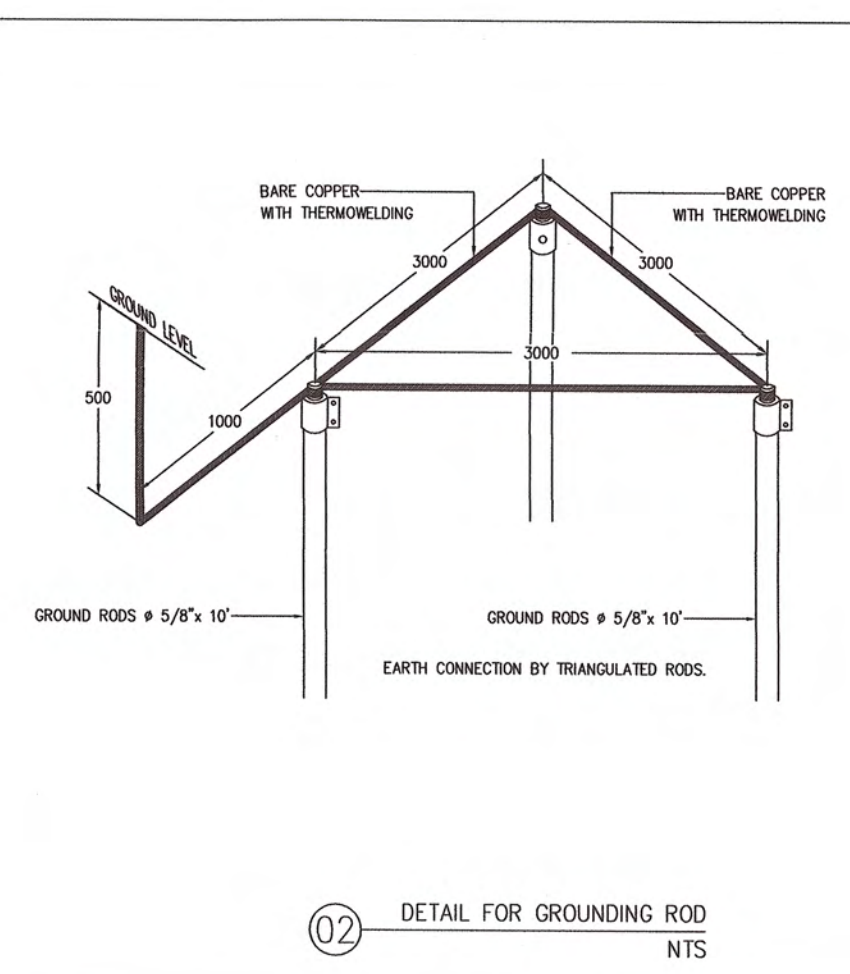 BARE COPPER
WITH THERMOWELDING
BARE COPPER
WITH THERMOWELDING
3000
3000
GROUND LEVEL
3000
500
1000
GROUND RODS ø 5/8"x 10'
GROUND RODS ø 5/8"x 10'
EARTH CONNECTION BY TRIANGULATED RODS.
02
DETAIL FOR GROUNDING ROD
NTS